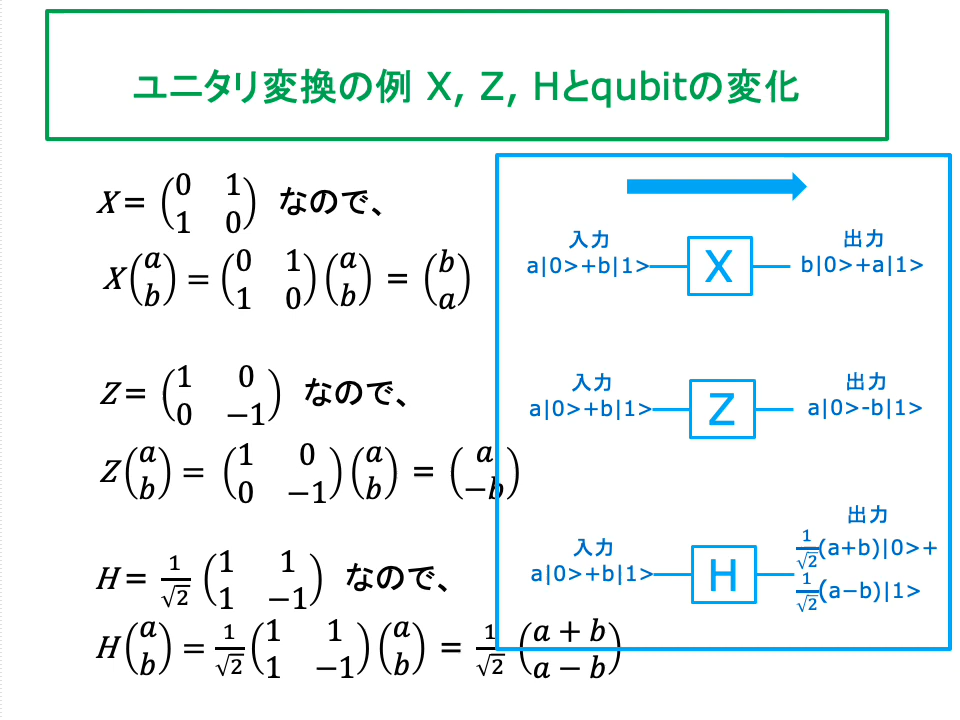 ユニタリ変換の例 X, Z, Hとqubitの変化
X = (0 1
1 0) なので、
X(a
b) = (0 1
1 0)(a
b) = (b
a)
Z = (1 0
0 −1) なので、
Z(a
b) = (1 0
0 −1)(a
b) = (a
−b)
H = 1/√2 (1 1
1 −1) なので、
H(a
b) = 1/√2 (1 1
1 −1)(a
b) = 1/√2 (a + b
a − b)
入力
a|0>+b|1>
X
出力
b|0>+a|1>
入力
a|0>+b|1>
Z
出力
a|0>-b|1>
入力
a|0>+b|1>
H
出力
1/√2(a+b)|0>+
1/√2(a−b)|1>